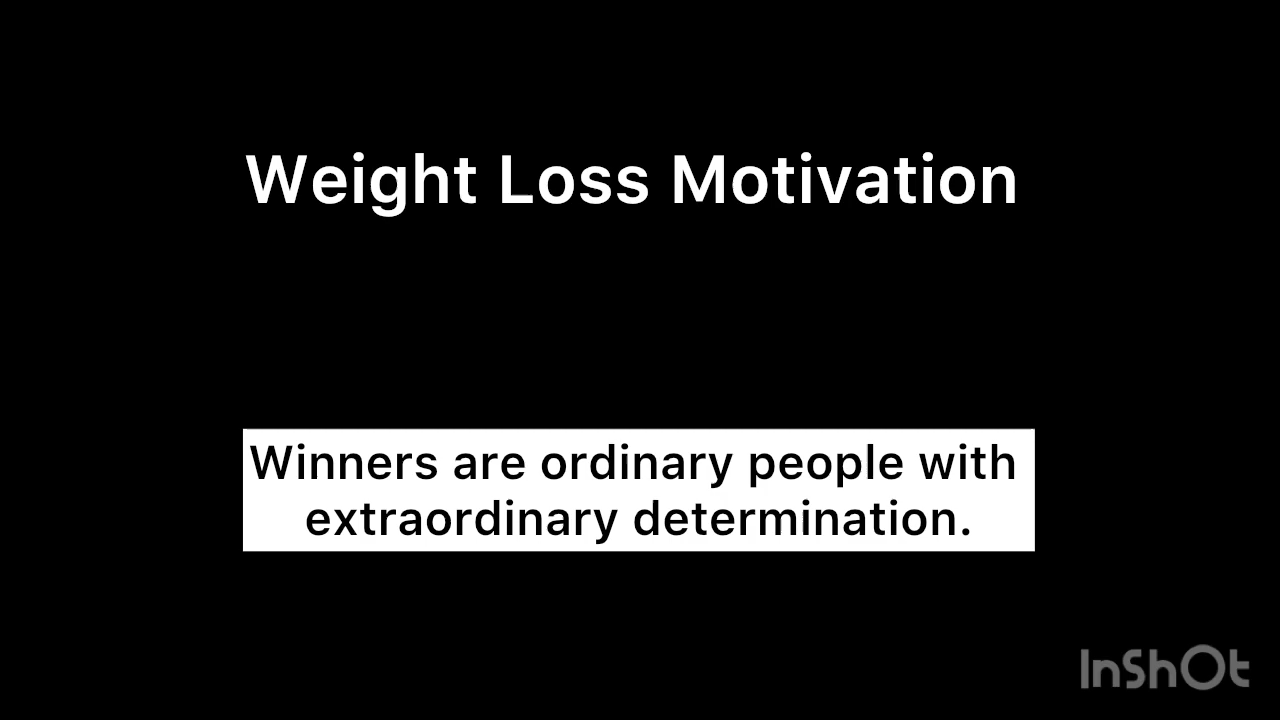 Weight Loss Motivation
Winners are ordinary people with
extraordinary determination.
InShOt